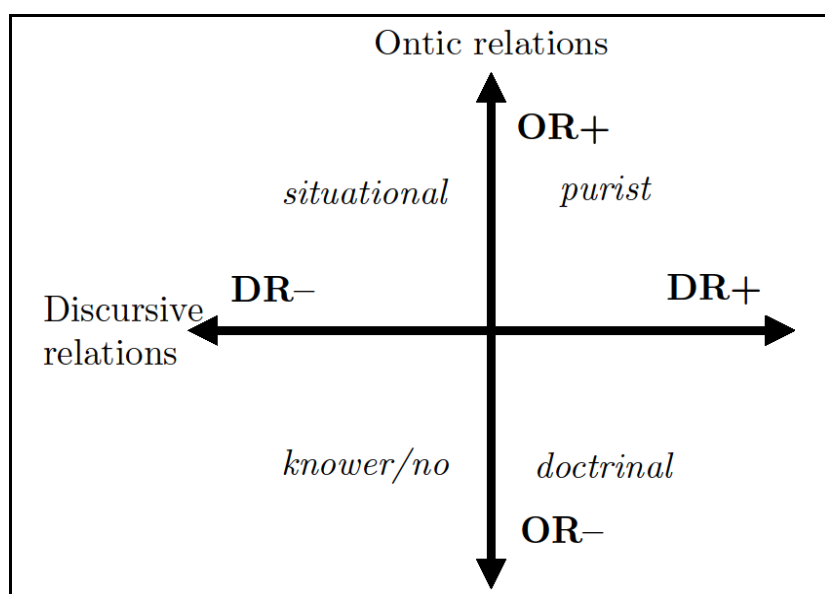 Ontic relations
OR+
situational
purist
DR–
DR+
Discursive
relations
knower/no
doctrinal
OR–